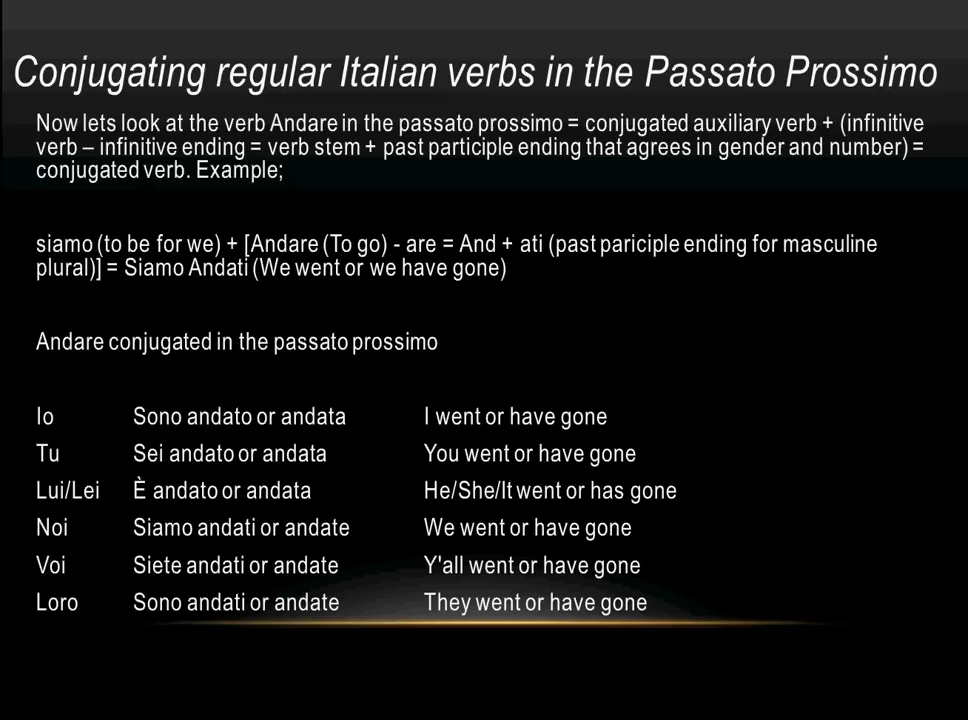 Conjugating regular Italian verbs in the Passato Prossimo
Now lets look at the verb Andare in the passato prossimo = conjugated auxiliary verb + (infinitive
verb – infinitive ending = verb stem + past participle ending that agrees in gender and number) =
conjugated verb. Example;
siamo (to be for we) + [Andare (To go) - are = And + ati (past pariciple ending for masculine
plural)] = Siamo Andati (We went or we have gone)
Andare conjugated in the passato prossimo
Io Sono andato or andata I went or have gone
Tu Sei andato or andata You went or have gone
Lui/Lei È andato or andata He/She/It went or has gone
Noi Siamo andati or andate We went or have gone
Voi Siete andati or andate Y'all went or have gone
Loro Sono andati or andate They went or have gone